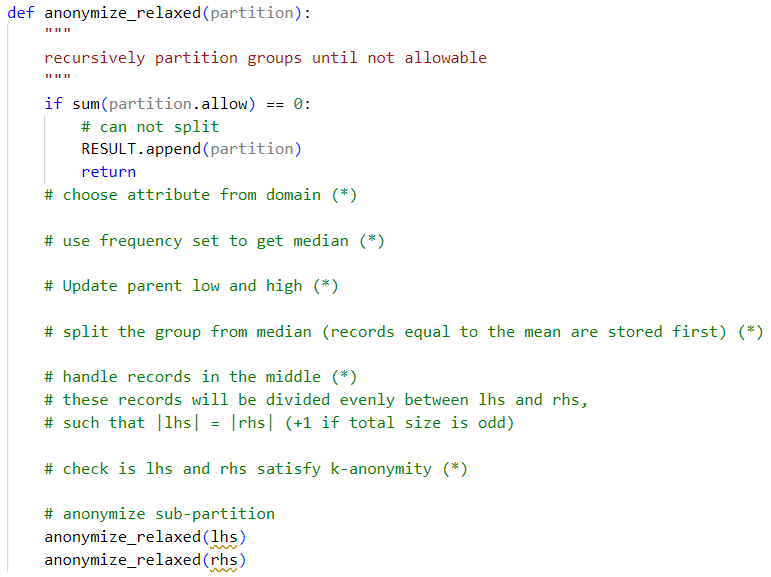 def anonymize_relaxed(partition):
    """
    recursively partition groups until not allowable
    """
    if sum(partition.allow) == 0:
        # can not split
        RESULT.append(partition)
        return
    # choose attribute from domain (*)
    # use frequency set to get median (*)
    # Update parent low and high (*)
    # split the group from median (records equal to the mean are stored first) (*)
    # handle records in the middle (*)
    # these records will be divided evenly between lhs and rhs,
    # such that |lhs| = |rhs| (+1 if total size is odd)
    # check is lhs and rhs satisfy k-anonymity (*)
    # anonymize sub-partition
    anonymize_relaxed(lhs)
    anonymize_relaxed(rhs)